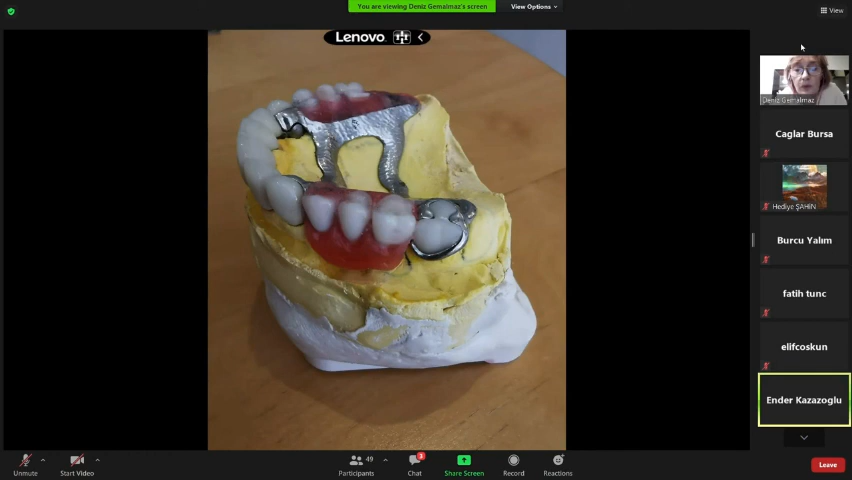 You are viewing Deniz Gemalmaz's screen
View Options
View
Lenovo
Deniz Gemalmaz
Caglar Bursa
Hediye ŞAHİN
Burcu Yalım
fatih tunc
elifcoskun
Ender Kazazoglu
Unmute
Start Video
49
Participants
3
Chat
Share Screen
Record
Reactions
Leave